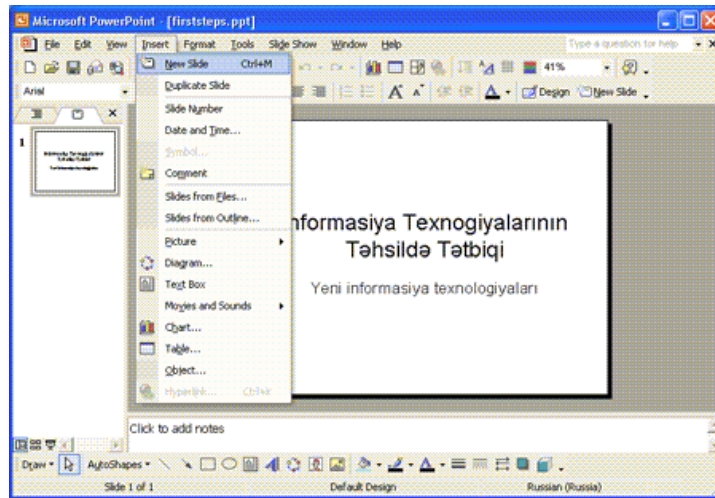 Microsoft PowerPoint - [firststeps.ppt]
File Edit View Insert Format Tools Slide Show Window Help Type a question for help
New Slide Ctrl+M
41%
Arial
Design New Slide
Duplicate Slide
Slide Number
Date and Time...
Symbol...
Comment
Slides from Files...
Slides from Outline...
Picture
Diagram...
Text Box
Movies and Sounds
Chart...
Table...
Object...
Hyperlink... Ctrl+K
1
nformasiya Texnogiyalarının
Təhsildə Tətbiqi
Yeni informasiya texnologiyaları
Click to add notes
Draw AutoShapes
Slide 1 of 1 Default Design Russian (Russia)